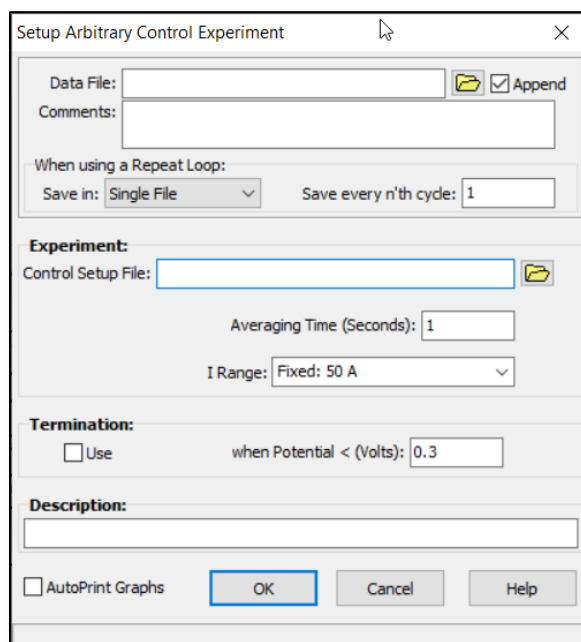 Setup Arbitrary Control Experiment
Data File: Append
Comments:
When using a Repeat Loop:
Save in: Single File Save every n'th cycle: 1
Experiment:
Control Setup File:
Averaging Time (Seconds): 1
I Range: Fixed: 50 A
Termination:
Use when Potential < (Volts): 0.3
Description:
AutoPrint Graphs OK Cancel Help